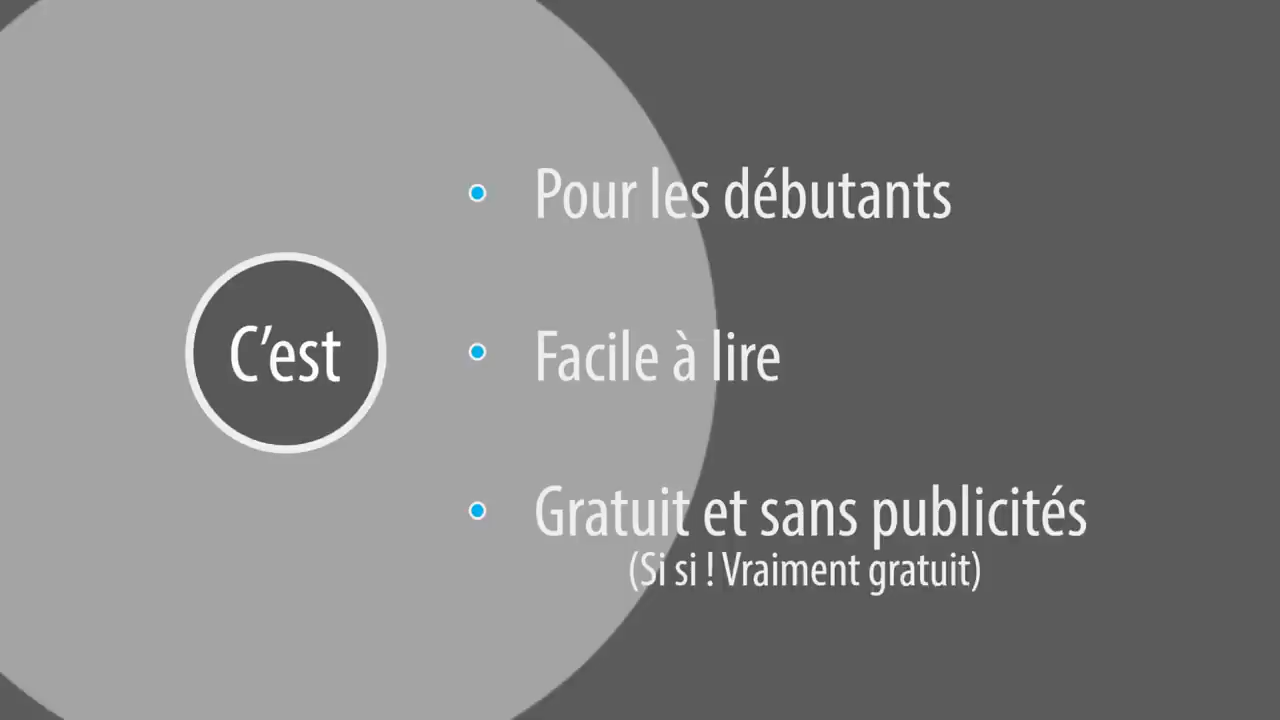 C’est
Pour les débutants
Facile à lire
Gratuit et sans publicités
(Si si ! Vraiment gratuit)